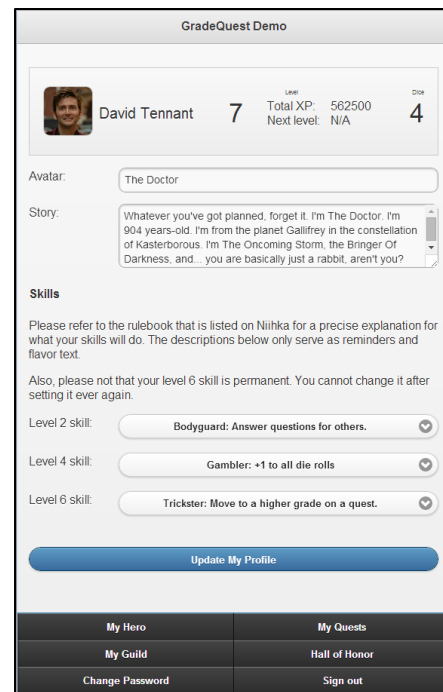 GradeQuest Demo
Level
Dice
David Tennant
7
Total XP: 562500
4
Next level: N/A
Avatar:
The Doctor
Story:
Whatever you've got planned, forget it. I'm The Doctor. I'm
904 years-old. I'm from the planet Gallifrey in the constellation
of Kasterborous. I'm The Oncoming Storm, the Bringer Of
Darkness, and... you are basically just a rabbit, aren't you?
Skills
Please refer to the rulebook that is listed on Niihka for a precise explanation for
what your skills will do. The descriptions below only serve as reminders and
flavor text.
Also, please not that your level 6 skill is permanent. You cannot change it after
setting it ever again.
Level 2 skill: Bodyguard: Answer questions for others.
Level 4 skill: Gambler: +1 to all die rolls
Level 6 skill: Trickster: Move to a higher grade on a quest.
Update My Profile
My Hero My Quests
My Guild Hall of Honor
Change Password Sign out